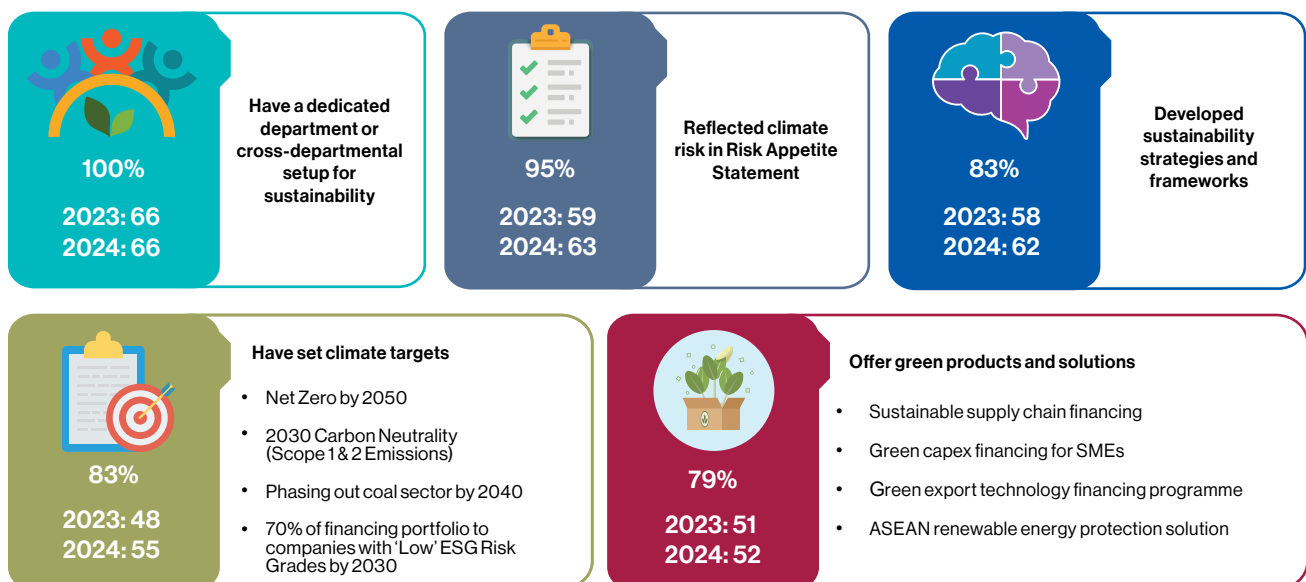 100%
2023: 66
2024: 66
Have a dedicated
department or
cross-departmental
setup for
sustainability
95%
2023: 59
2024: 63
Reflected climate
risk in Risk Appetite
Statement
83%
2023: 58
2024: 62
Developed
sustainability
strategies and
frameworks
83%
2023: 48
2024: 55
Have set climate targets
• Net Zero by 2050
• 2030 Carbon Neutrality
(Scope 1 & 2 Emissions)
• Phasing out coal sector by 2040
• 70% of financing portfolio to
companies with ‘Low’ ESG Risk
Grades by 2030
79%
2023: 51
2024: 52
Offer green products and solutions
• Sustainable supply chain financing
• Green capex financing for SMEs
• Green export technology financing programme
• ASEAN renewable energy protection solution